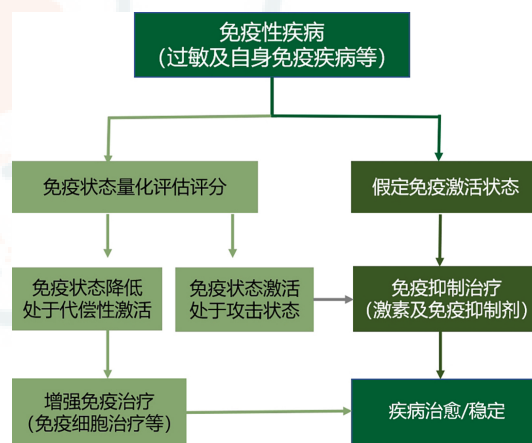 免疫性疾病
（过敏及自身免疫疾病等）
免疫状态量化评估评分
假定免疫激活状态
免疫状态降低
处于代偿性激活
免疫状态激活
处于攻击状态
免疫抑制治疗
（激素及免疫抑制剂）
增强免疫治疗
（免疫细胞治疗等）
疾病治愈/稳定